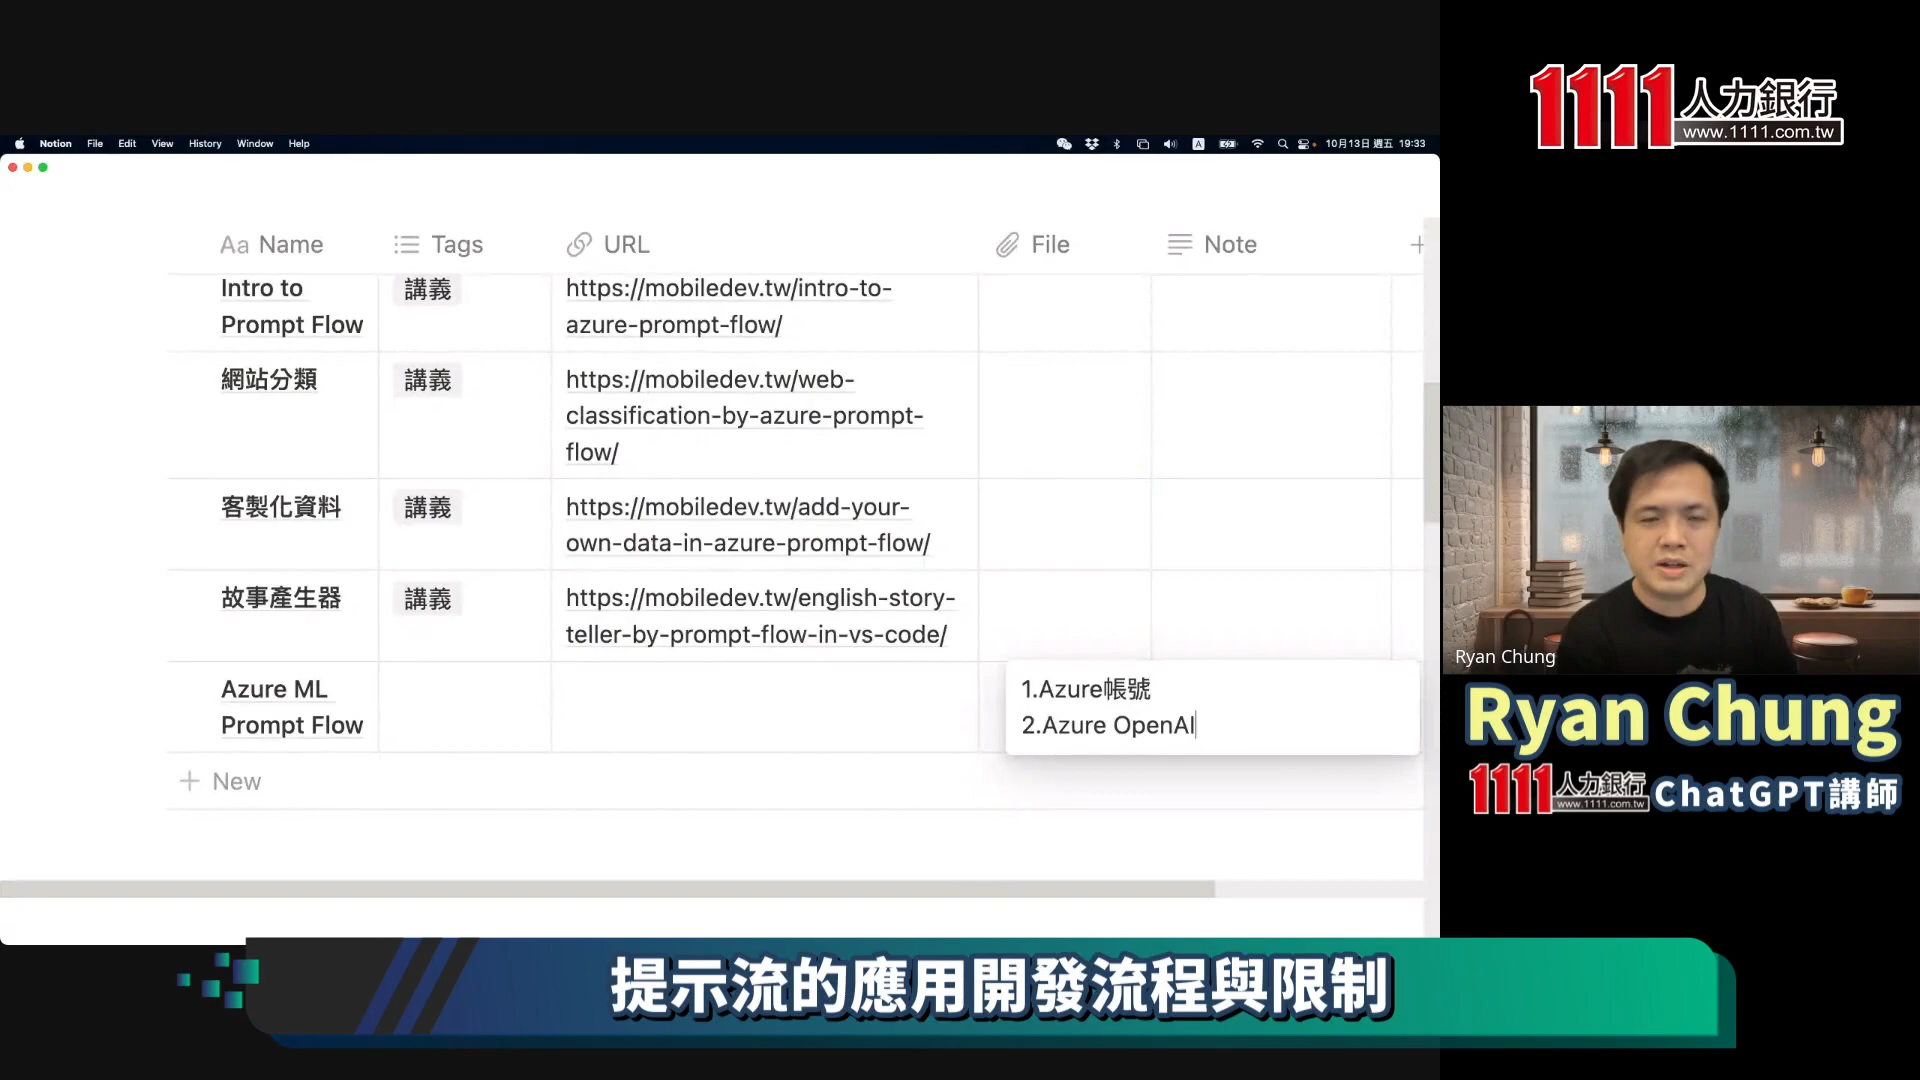 Notion File Edit View History Window Help
10月13日 週五 19:33
Aa Name
Tags
URL
File
Note
Intro to
Prompt Flow
講義
https://mobiledev.tw/intro-to-
azure-prompt-flow/
網站分類
講義
https://mobiledev.tw/web-
classification-by-azure-prompt-
flow/
客製化資料
講義
https://mobiledev.tw/add-your-
own-data-in-azure-prompt-flow/
故事產生器
講義
https://mobiledev.tw/english-story-
teller-by-prompt-flow-in-vs-code/
Azure ML
Prompt Flow
1.Azure帳號
2.Azure OpenAI
+ New
1111人力銀行
www.1111.com.tw
Ryan Chung
Ryan Chung
1111人力銀行
www.1111.com.tw
ChatGPT講師
提示流的應用開發流程與限制